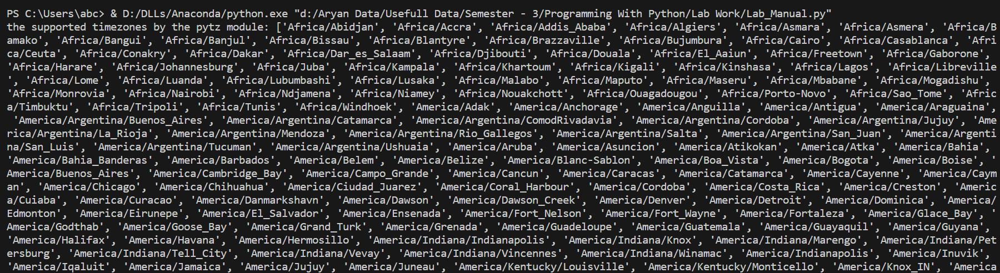 PS C:\Users\abc> & D:/DLLs/Anaconda/python.exe "d:/Aryan Data/Usefull Data/Semester - 3/Programming With Python/Lab Work/Lab_Manual.py"
the supported timezones by the pytz module: ['Africa/Abidjan', 'Africa/Accra', 'Africa/Addis_Ababa', 'Africa/Algiers', 'Africa/Asmara', 'Africa/Asmera', 'Africa/B
amako', 'Africa/Bangui', 'Africa/Banjul', 'Africa/Bissau', 'Africa/Blantyre', 'Africa/Brazzaville', 'Africa/Bujumbura', 'Africa/Cairo', 'Africa/Casablanca', 'Afri
ca/Ceuta', 'Africa/Conakry', 'Africa/Dakar', 'Africa/Dar_es_Salaam', 'Africa/Djibouti', 'Africa/Douala', 'Africa/El_Aaiun', 'Africa/Freetown', 'Africa/Gaborone',
'Africa/Harare', 'Africa/Johannesburg', 'Africa/Juba', 'Africa/Kampala', 'Africa/Khartoum', 'Africa/Kigali', 'Africa/Kinshasa', 'Africa/Lagos', 'Africa/Libreville
', 'Africa/Lome', 'Africa/Luanda', 'Africa/Lubumbashi', 'Africa/Lusaka', 'Africa/Malabo', 'Africa/Maputo', 'Africa/Maseru', 'Africa/Mbabane', 'Africa/Mogadishu',
'Africa/Monrovia', 'Africa/Nairobi', 'Africa/Ndjamena', 'Africa/Niamey', 'Africa/Nouakchott', 'Africa/Ouagadougou', 'Africa/Porto-Novo', 'Africa/Sao_Tome', 'Afric
a/Timbuktu', 'Africa/Tripoli', 'Africa/Tunis', 'Africa/Windhoek', 'America/Adak', 'America/Anchorage', 'America/Anguilla', 'America/Antigua', 'America/Araguaina',
 'America/Argentina/Buenos_Aires', 'America/Argentina/Catamarca', 'America/Argentina/ComodRivadavia', 'America/Argentina/Cordoba', 'America/Argentina/Jujuy', 'Ame
rica/Argentina/La_Rioja', 'America/Argentina/Mendoza', 'America/Argentina/Rio_Gallegos', 'America/Argentina/Salta', 'America/Argentina/San_Juan', 'America/Argenti
na/San_Luis', 'America/Argentina/Tucuman', 'America/Argentina/Ushuaia', 'America/Aruba', 'America/Asuncion', 'America/Atikokan', 'America/Atka', 'America/Bahia',
'America/Bahia_Banderas', 'America/Barbados', 'America/Belem', 'America/Belize', 'America/Blanc-Sablon', 'America/Boa_Vista', 'America/Bogota', 'America/Boise', '
America/Buenos_Aires', 'America/Cambridge_Bay', 'America/Campo_Grande', 'America/Cancun', 'America/Caracas', 'America/Catamarca', 'America/Cayenne', 'America/Caym
an', 'America/Chicago', 'America/Chihuahua', 'America/Ciudad_Juarez', 'America/Coral_Harbour', 'America/Cordoba', 'America/Costa_Rica', 'America/Creston', 'Americ
a/Cuiaba', 'America/Curacao', 'America/Danmarkshavn', 'America/Dawson', 'America/Dawson_Creek', 'America/Denver', 'America/Detroit', 'America/Dominica', 'America/
Edmonton', 'America/Eirunepe', 'America/El_Salvador', 'America/Ensenada', 'America/Fort_Nelson', 'America/Fort_Wayne', 'America/Fortaleza', 'America/Glace_Bay', '
America/Godthab', 'America/Goose_Bay', 'America/Grand_Turk', 'America/Grenada', 'America/Guadeloupe', 'America/Guatemala', 'America/Guayaquil', 'America/Guyana',
'America/Halifax', 'America/Havana', 'America/Hermosillo', 'America/Indiana/Indianapolis', 'America/Indiana/Knox', 'America/Indiana/Marengo', 'America/Indiana/Pet
ersburg', 'America/Indiana/Tell_City', 'America/Indiana/Vevay', 'America/Indiana/Vincennes', 'America/Indiana/Winamac', 'America/Indianapolis', 'America/Inuvik',
'America/Iqaluit', 'America/Jamaica', 'America/Jujuy', 'America/Juneau', 'America/Kentucky/Louisville', 'America/Kentucky/Monticello', 'America/Knox_IN', 'America